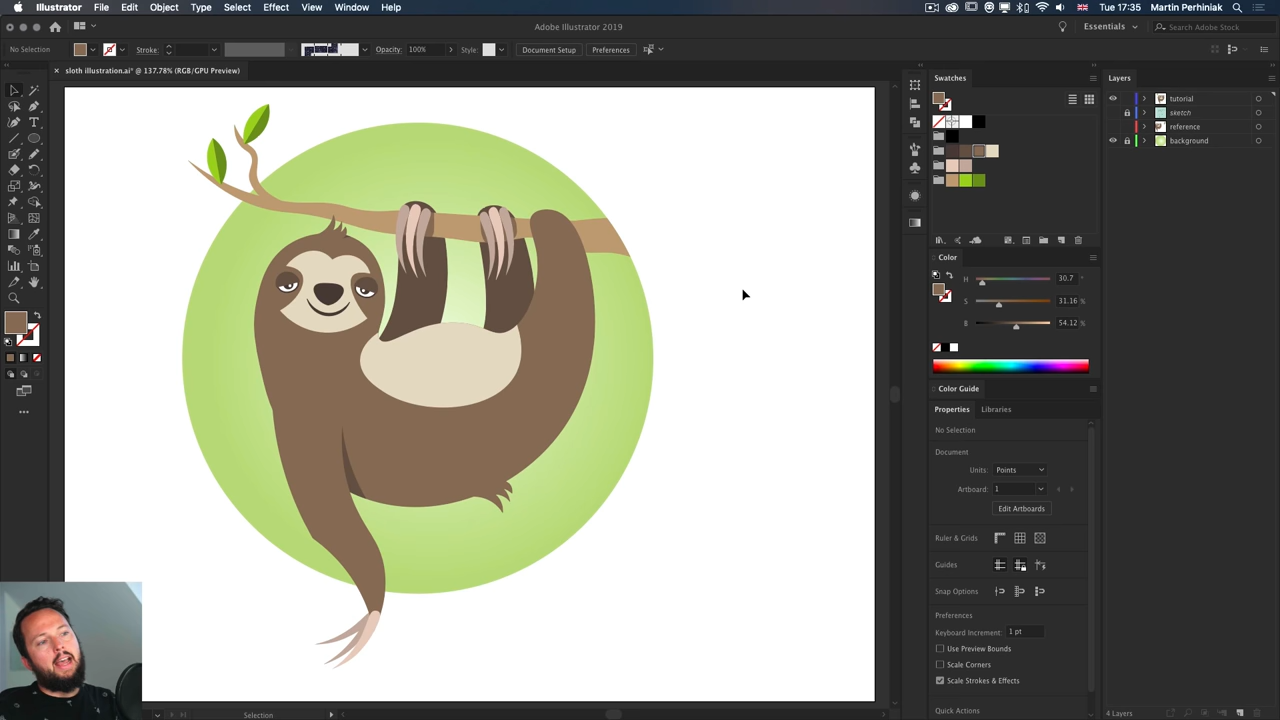 Illustrator File Edit Object Type Select Effect View Window Help Tue 17:35 Martin Perhiniak
Adobe Illustrator 2019 Essentials Search Adobe Stock
No Selection Stroke: Opacity: 100% Style: Document Setup Preferences
sloth illustration.ai* @ 137.78% (RGB/GPU Preview)
Swatches
Layers
tutorial
sketch
reference
background
Color
H 30.7 °
S 31.16 %
B 54.12 %
Color Guide
Properties Libraries
No Selection
Document
Units: Points
Artboard: 1
Edit Artboards
Ruler & Grids
Guides
Snap Options
Preferences
Keyboard Increment: 1 pt
Use Preview Bounds
Scale Corners
Scale Strokes & Effects
Quick Actions
Selection
4 Layers